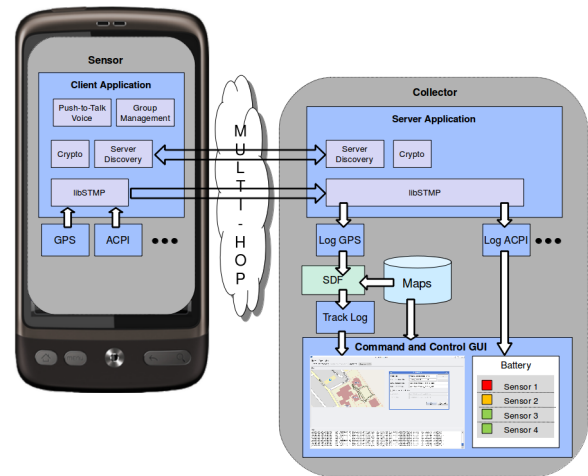 Sensor
Client Application
Push-to-Talk
Voice
Group
Management
Crypto
Server
Discovery
libSTMP
GPS
ACPI
MULTI-HOP
Collector
Server Application
Server
Discovery
Crypto
libSTMP
Log GPS
Log ACPI
SDF
Maps
Track Log
Command and Control GUI
Battery
Sensor 1
Sensor 2
Sensor 3
Sensor 4